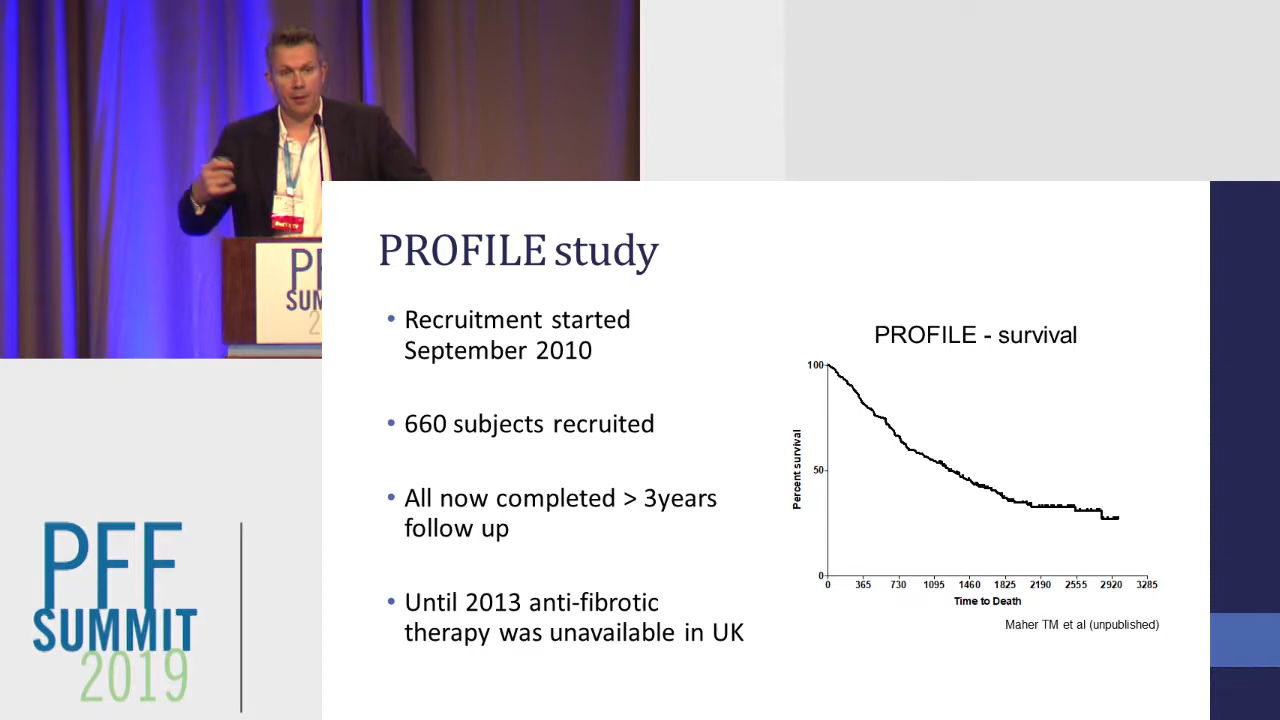 PROFILE study
• Recruitment started
September 2010
• 660 subjects recruited
• All now completed > 3years
follow up
• Until 2013 anti-fibrotic
therapy was unavailable in UK
PROFILE - survival
Percent survival
100
50
0
0 365 730 1095 1460 1825 2190 2555 2920 3285
Time to Death
Maher TM et al (unpublished)
PFF
SUMMIT
2019